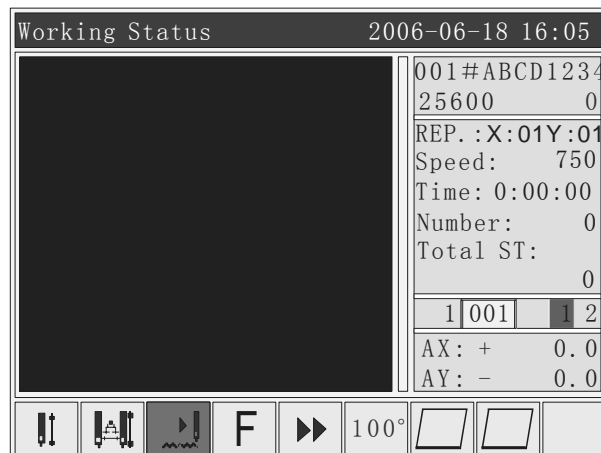 Working Status 2006-06-18 16:05
001#ABCD1234
25600 0
REP.:X:01Y:01
Speed: 750
Time: 0:00:00
Number: 0
Total ST:
0
1 001 1 2
AX: + 0.0
AY: - 0.0
F 100°